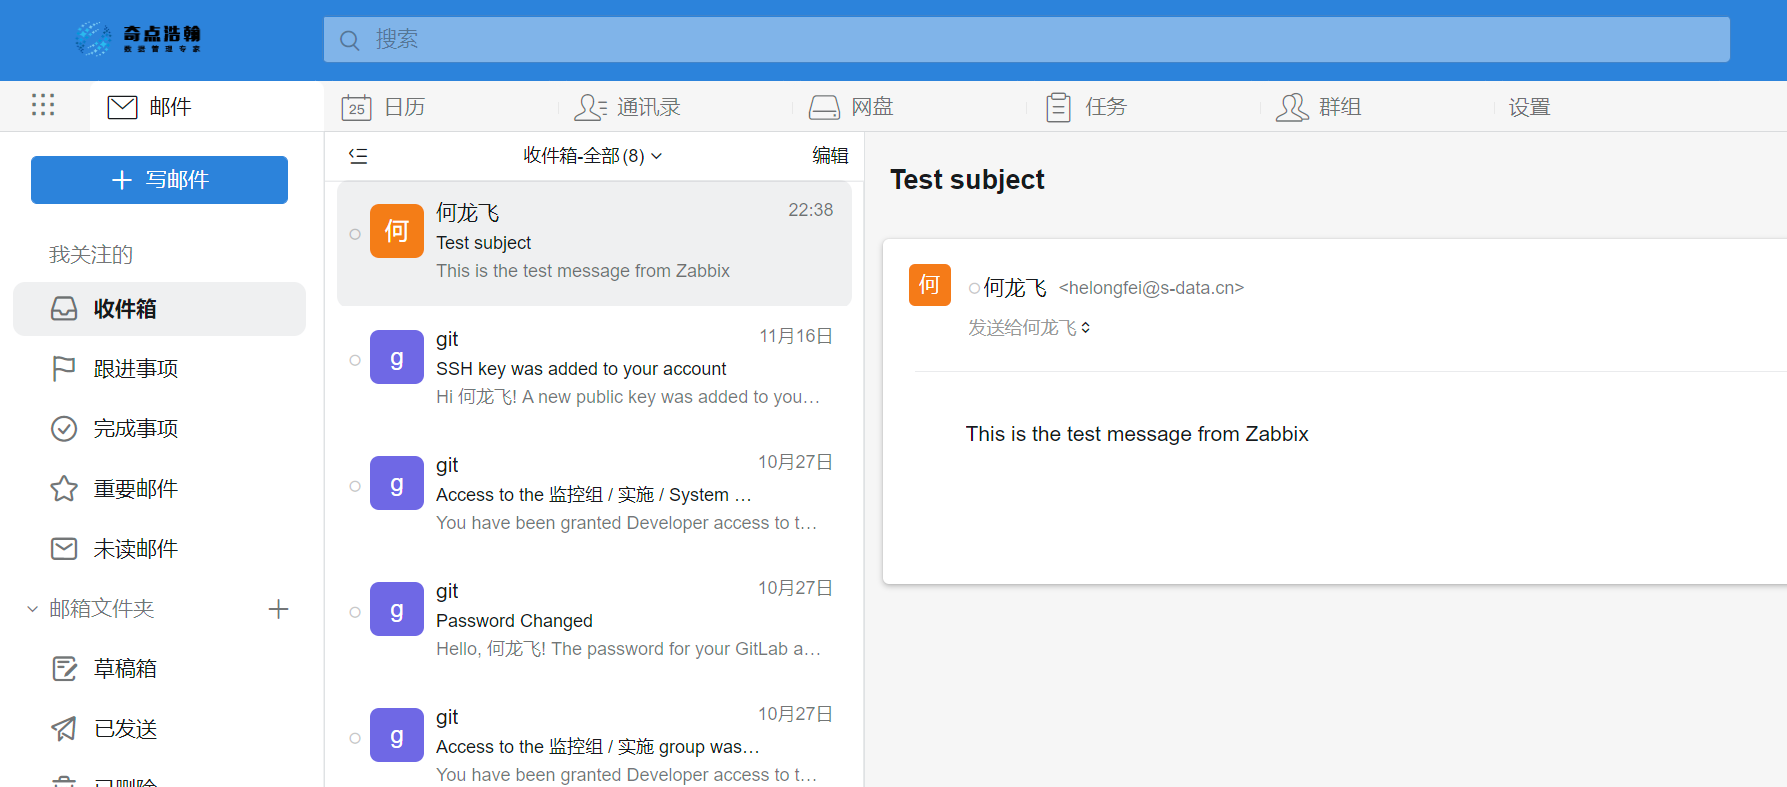 奇点浩翰
数据管理专家
搜索
邮件
25
日历
通讯录
网盘
任务
群组
设置
写邮件
我关注的
收件箱
跟进事项
完成事项
重要邮件
未读邮件
邮箱文件夹
草稿箱
已发送
已删除
收件箱-全部(8)
编辑
何
何龙飞
22:38
Test subject
This is the test message from Zabbix
g
git
11月16日
SSH key was added to your account
Hi 何龙飞! A new public key was added to you…
g
git
10月27日
Access to the 监控组 / 实施 / System …
You have been granted Developer access to t…
g
git
10月27日
Password Changed
Hello, 何龙飞! The password for your GitLab a…
g
git
10月27日
Access to the 监控组 / 实施 group was…
You have been granted Developer access to t…
Test subject
何
何龙飞 <helongfei@s-data.cn>
发送给何龙飞
This is the test message from Zabbix